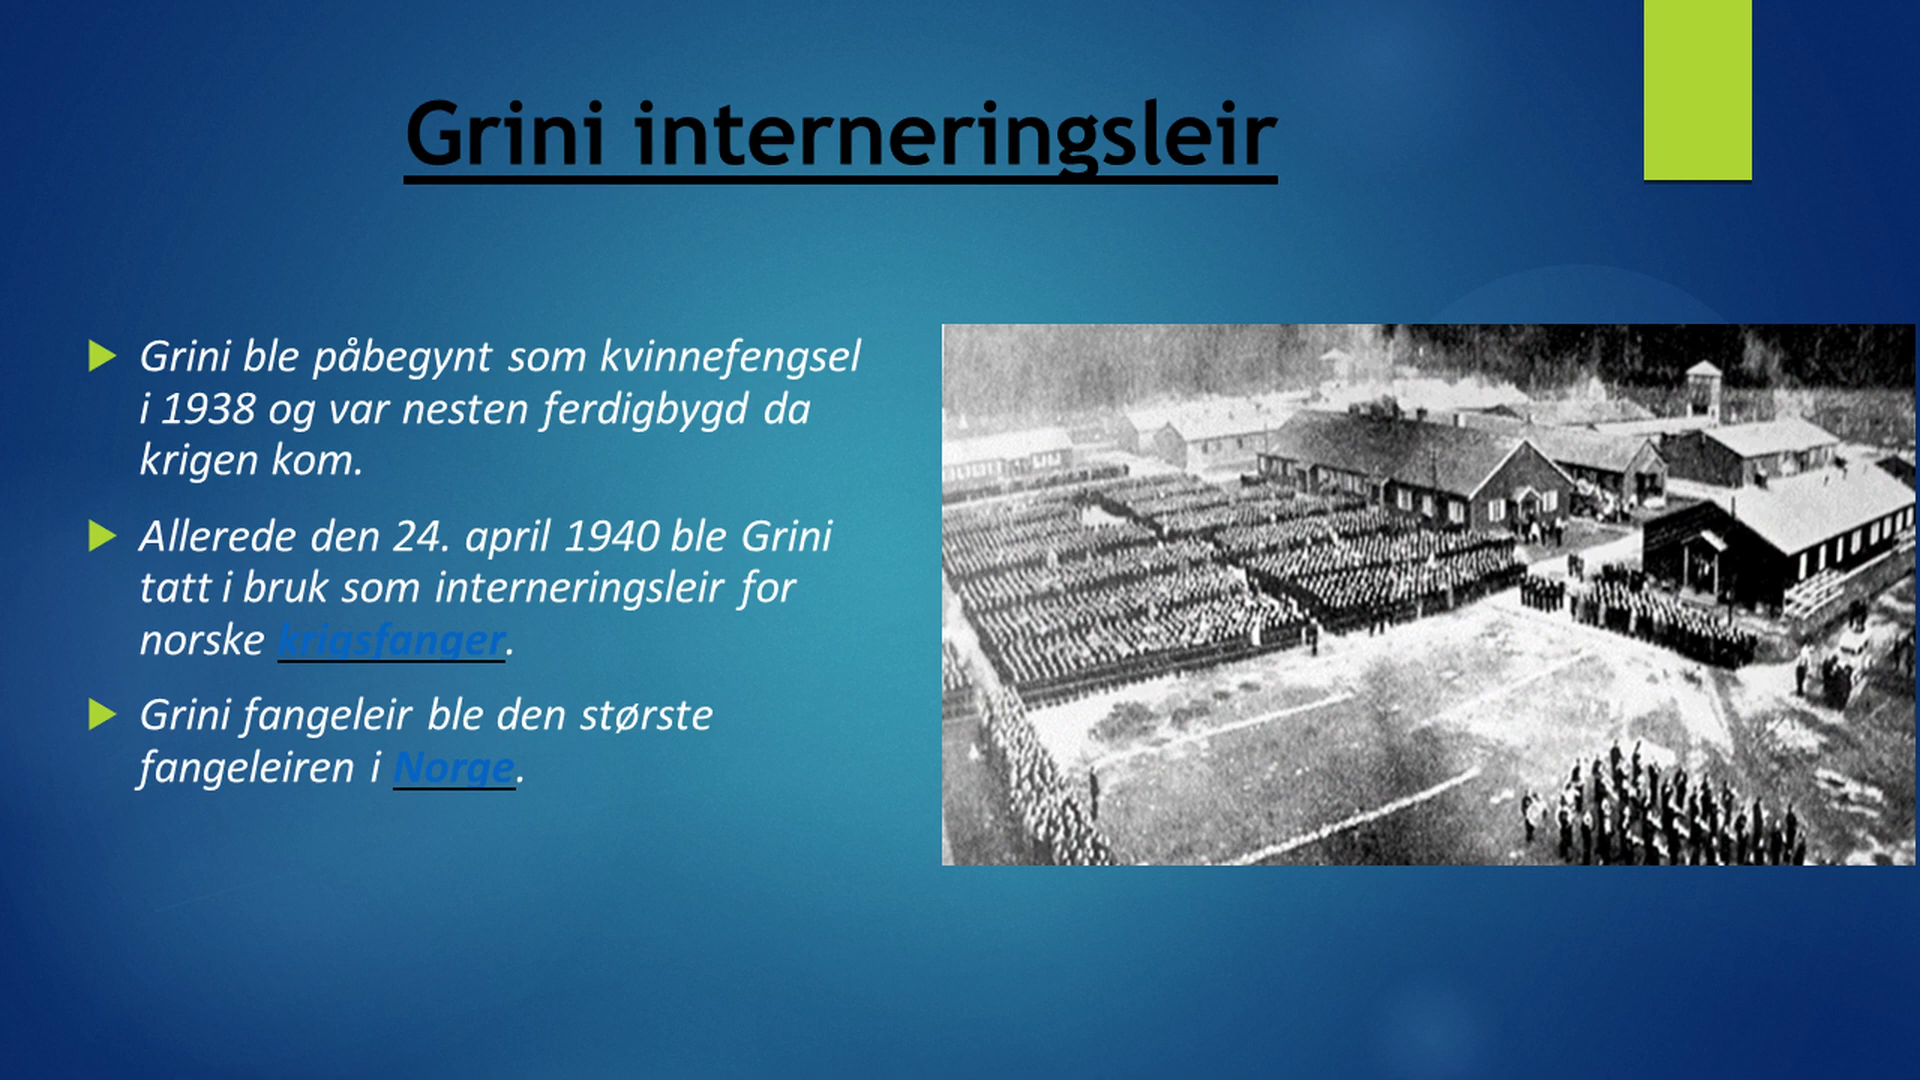 Grini interneringsleir
Grini ble påbegynt som kvinnefengsel
i 1938 og var nesten ferdigbygd da
krigen kom.
Allerede den 24. april 1940 ble Grini
tatt i bruk som interneringsleir for
norske krigsfanger.
Grini fangeleir ble den største
fangeleiren i Norge.